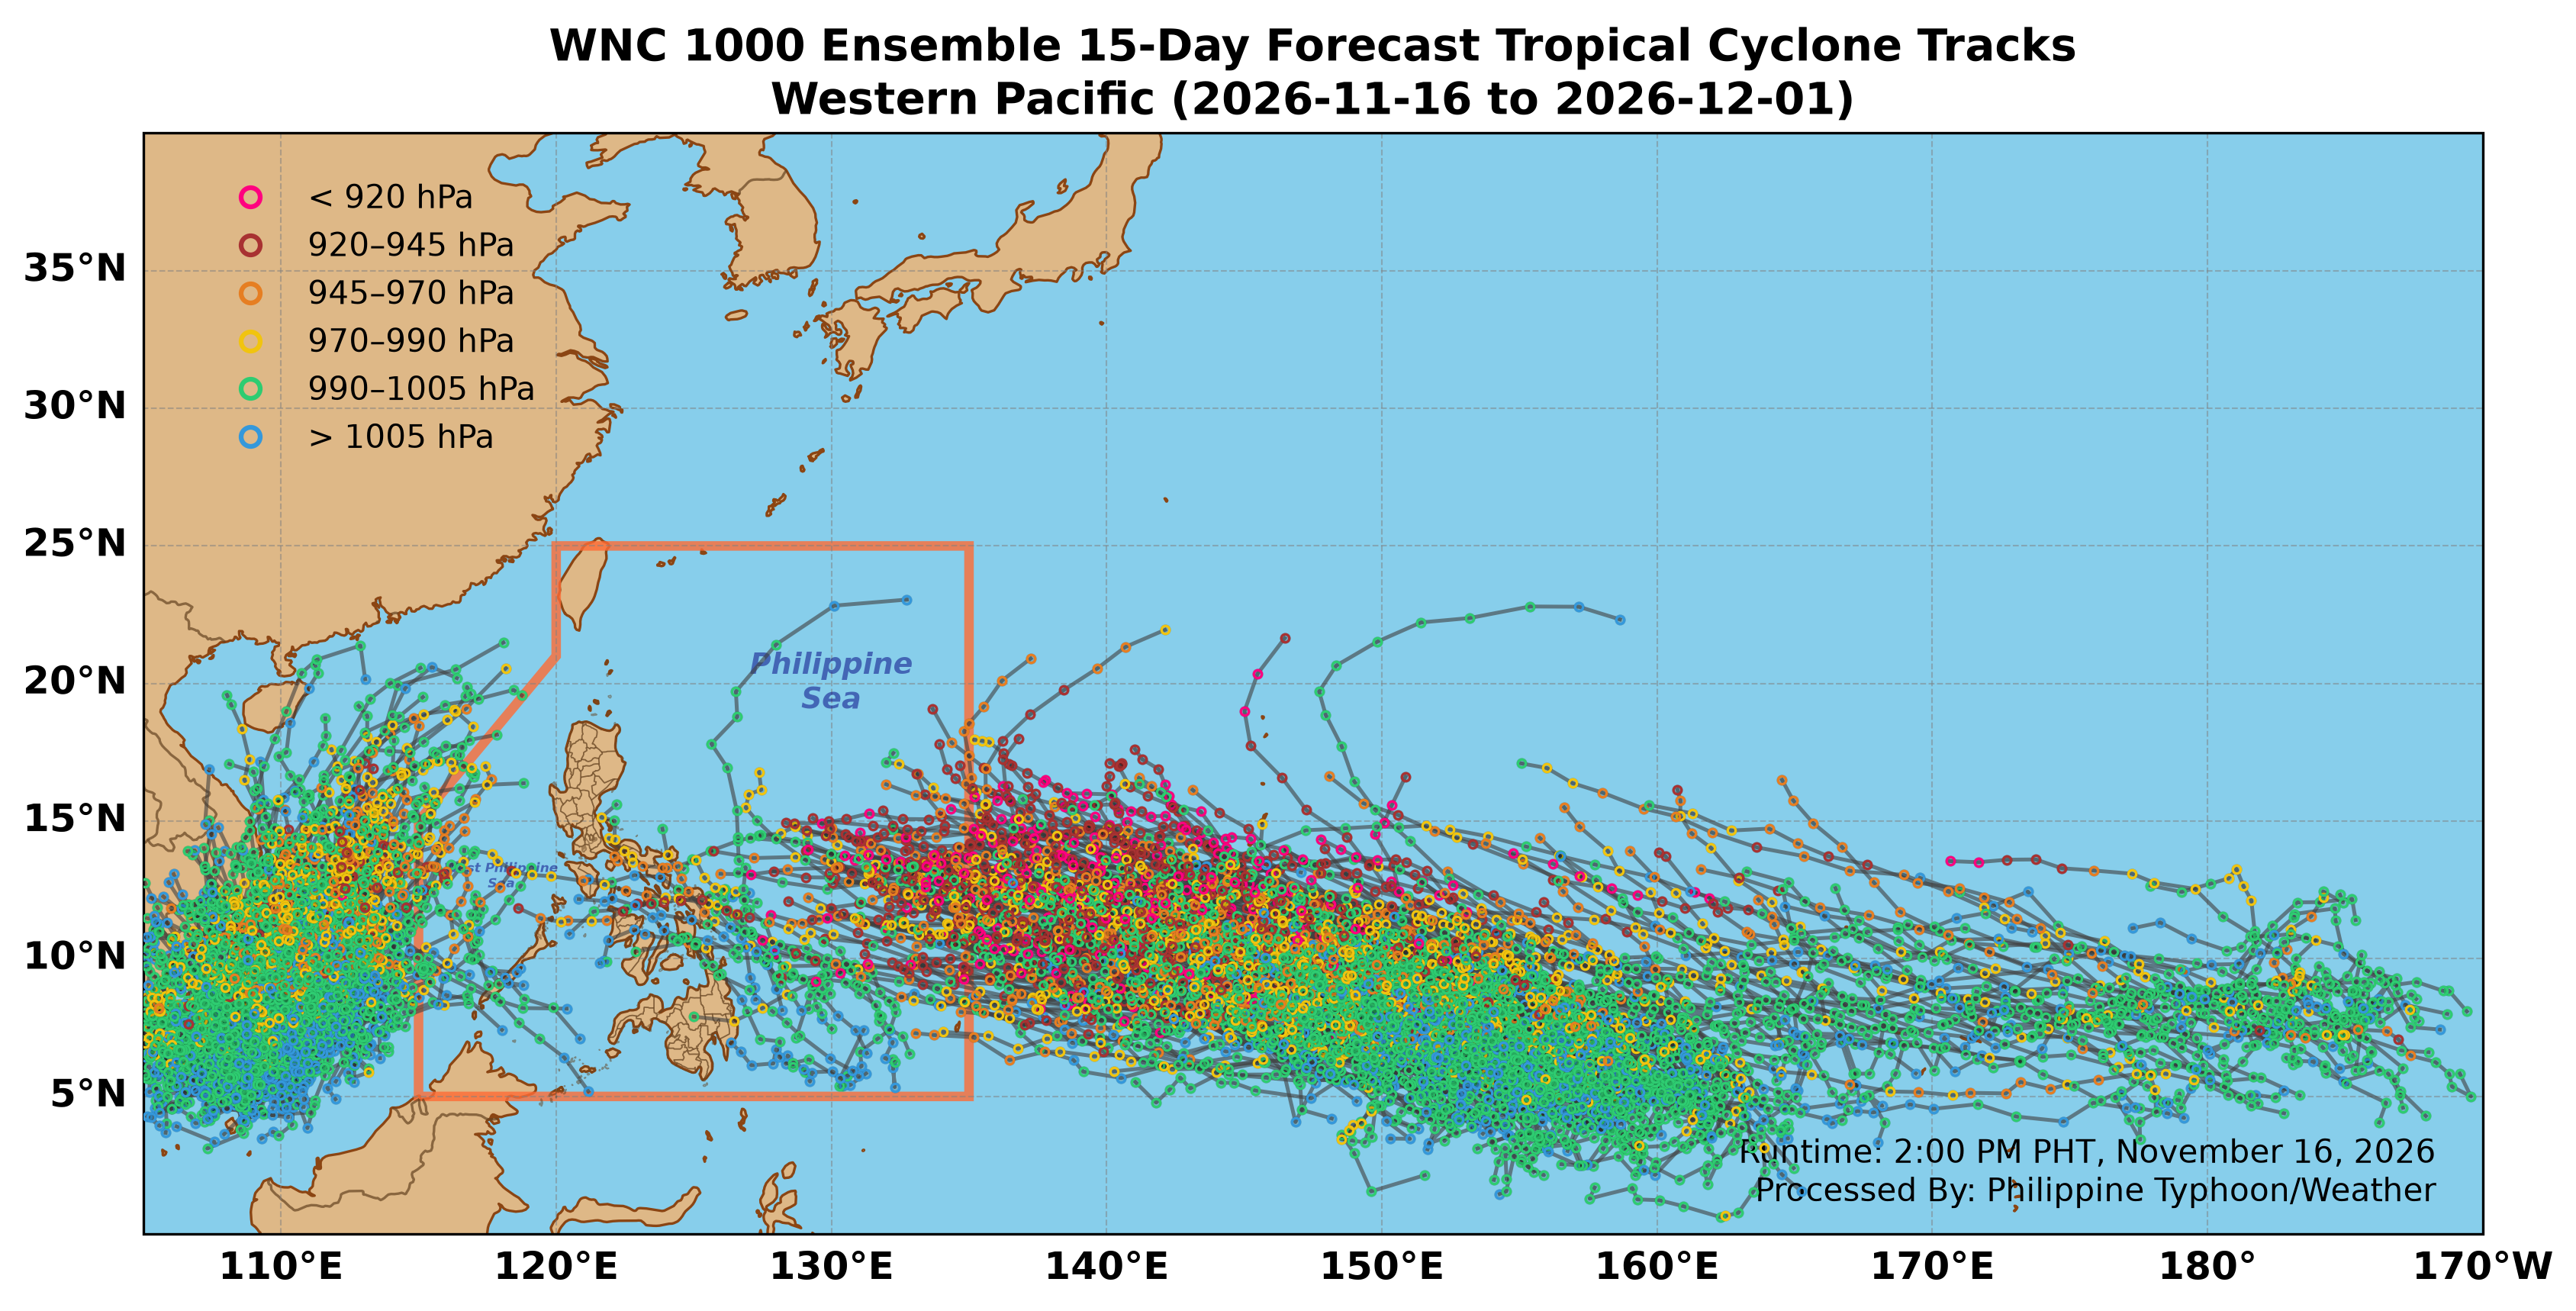 WNC 1000 Ensemble 15-Day Forecast Tropical Cyclone Tracks
Western Pacific (2026-11-16 to 2026-12-01)
< 920 hPa
920–945 hPa
945–970 hPa
970–990 hPa
990–1005 hPa
> 1005 hPa
35°N
30°N
25°N
20°N
15°N
10°N
5°N
Philippine
Sea
Philippine
Sea
Runtime: 2:00 PM PHT, November 16, 2026
Processed By: Philippine Typhoon/Weather
110°E
120°E
130°E
140°E
150°E
160°E
170°E
180°
170°W